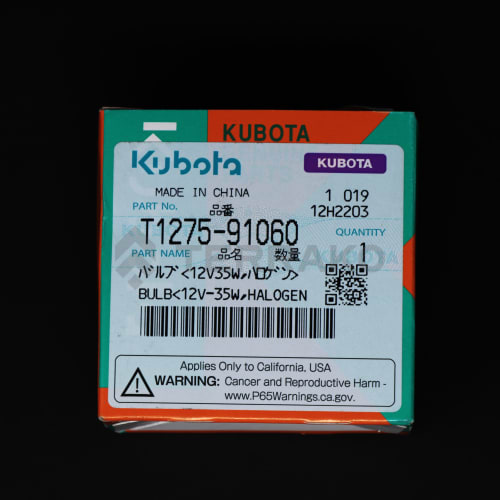 KUBOTA
Kubota KUBOTA
MADE IN CHINA 1 019
PART No. 品番 12H2203
T1275-91060 QUANTITY
PART NAME 品名 数量 1
バルブ<12V35W,ハロゲン>
BULB<12V-35W,HALOGEN
Applies Only to California, USA
WARNING: Cancer and Reproductive Harm -
www.P65Warnings.ca.gov.
TERRAKO